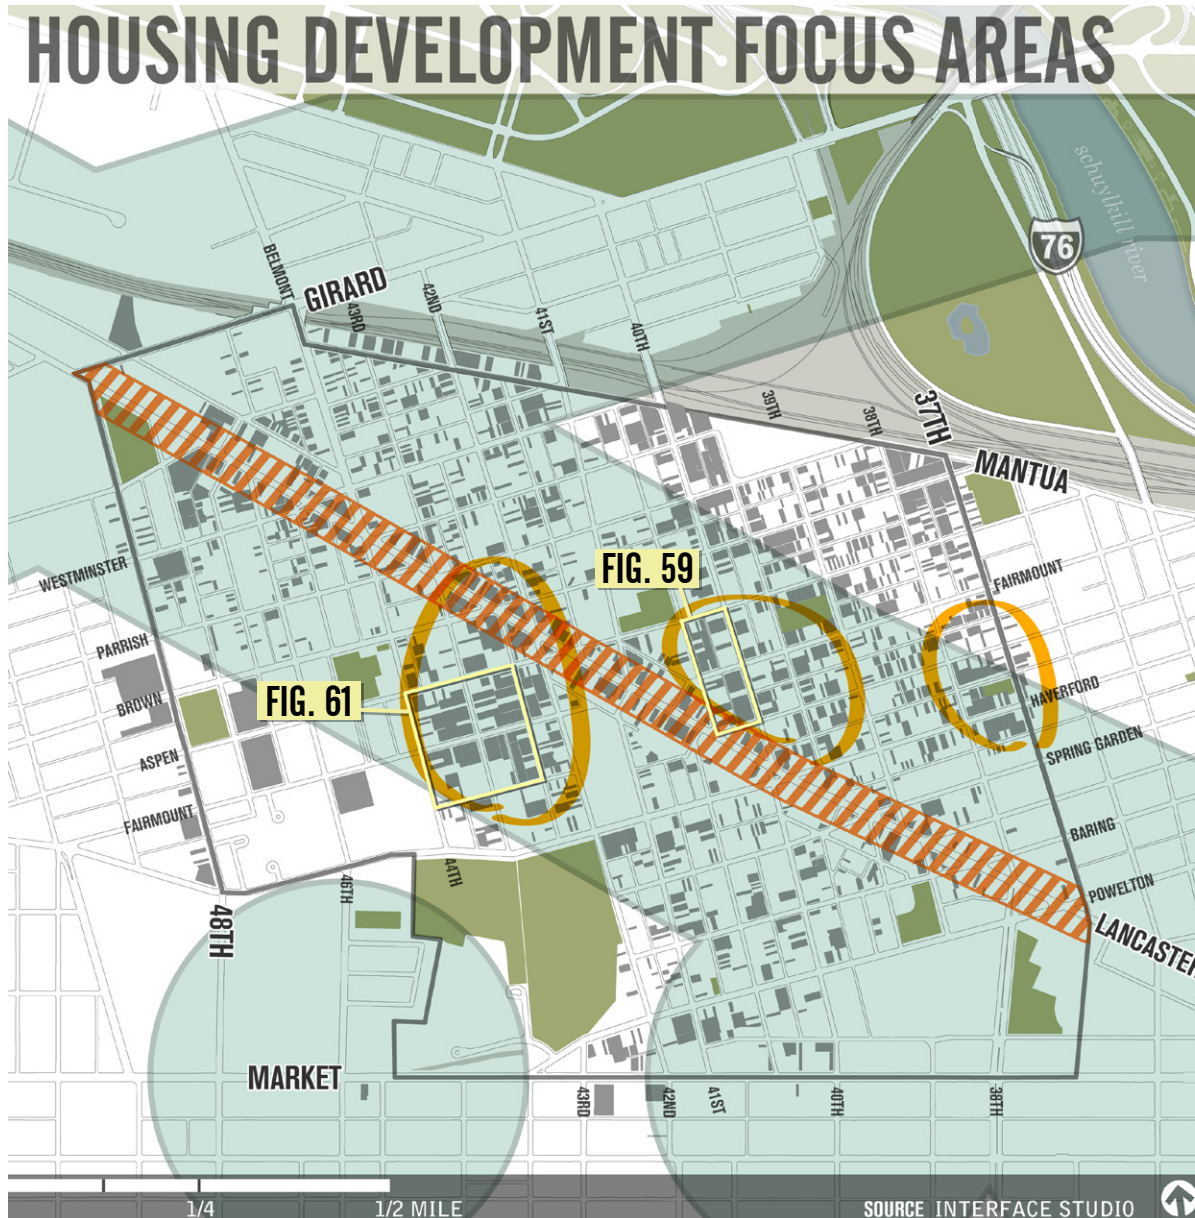 HOUSING DEVELOPMENT FOCUS AREAS
schuylkill river
76
BELMONT
GIRARD
43RD
42ND
41ST
40TH
39TH
38TH
37TH
MANTUA
WESTMINSTER
FIG. 59
FAIRMOUNT
PARRISH
BROWN
FIG. 61
HAVERFORD
ASPEN
SPRING GARDEN
FAIRMOUNT
BARING
44TH
46TH
POWELTON
48TH
LANCASTER
MARKET
43RD
42ND
41ST
40TH
38TH
1/4
1/2 MILE
SOURCE INTERFACE STUDIO